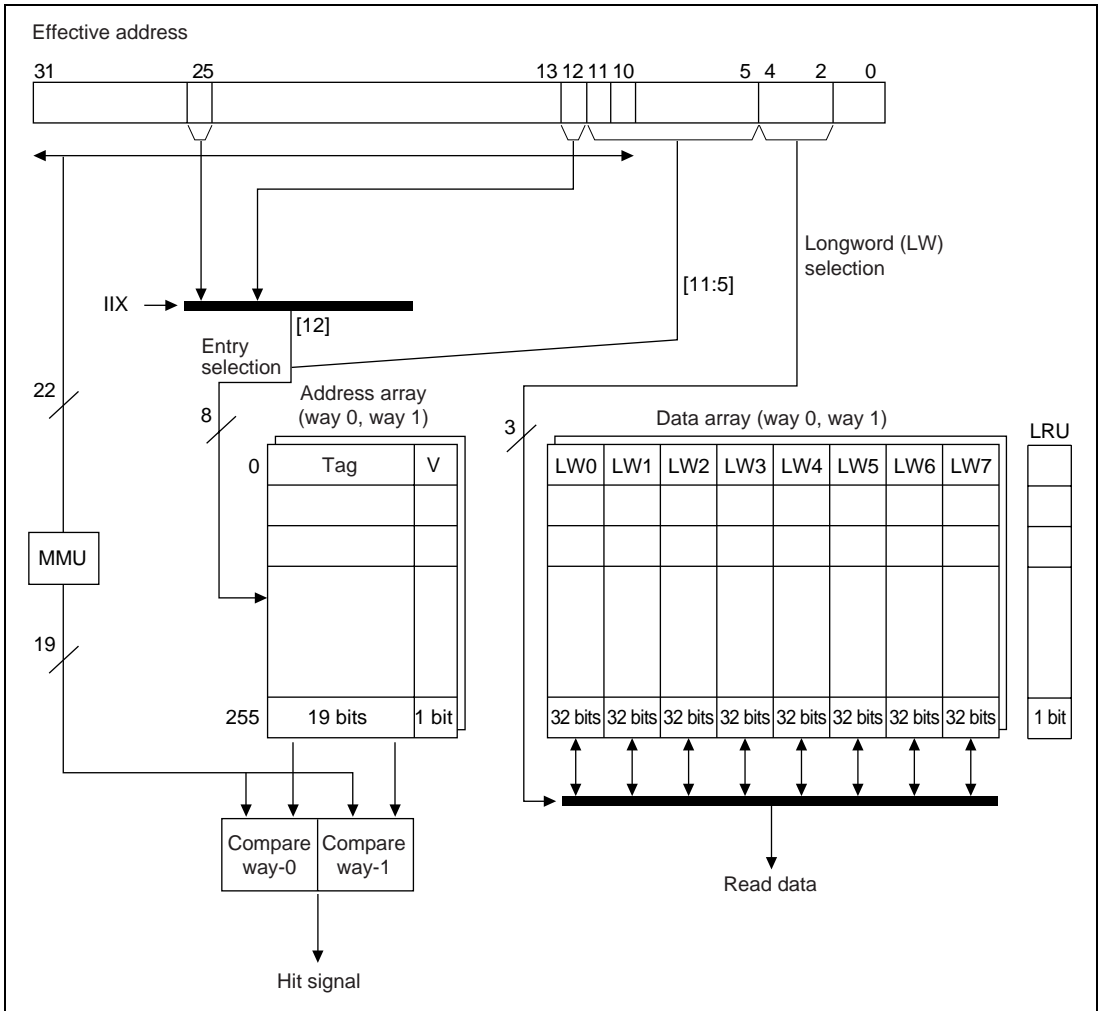 Effective address
31 25 13 12 11 10 5 4 2 0
Longword (LW)
selection
[11:5]
IIX
[12]
Entry
selection
22
8
Address array
(way 0, way 1)
3
Data array (way 0, way 1)
LRU
0 Tag V
LW0 LW1 LW2 LW3 LW4 LW5 LW6 LW7
MMU
19
255 19 bits 1 bit
32 bits 32 bits 32 bits 32 bits 32 bits 32 bits 32 bits 32 bits
1 bit
Compare
way-0
Compare
way-1
Read data
Hit signal